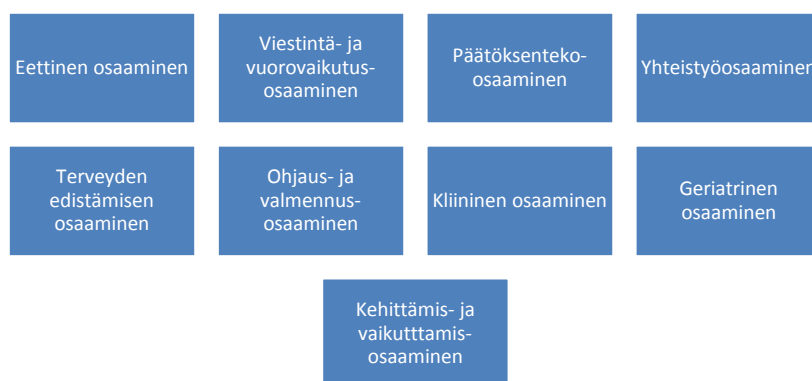 Eettinen osaaminen
Viestintä- ja
vuorovaikutus-
osaaminen
Päätöksenteko-
osaaminen
Yhteistyöosaaminen
Terveyden
edistämisen
osaaminen
Ohjaus- ja
valmennus-
osaaminen
Kliininen osaaminen
Geriatrinen
osaaminen
Kehittämis- ja
vaikutttamis-
osaaminen